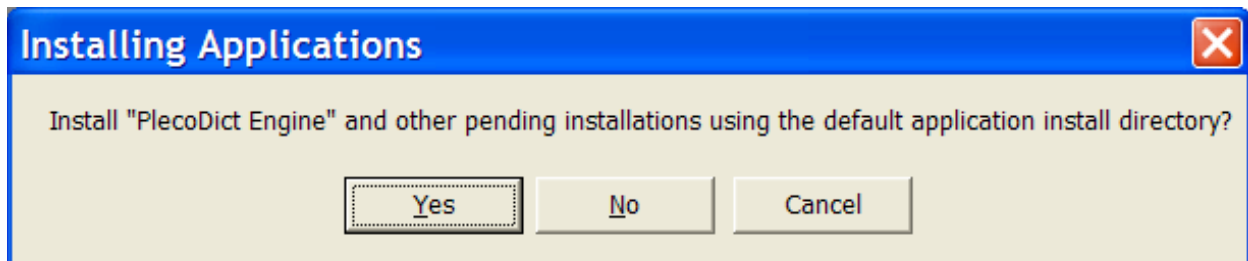 Installing Applications
Install "PlecoDict Engine" and other pending installations using the default application install directory?
Yes No Cancel